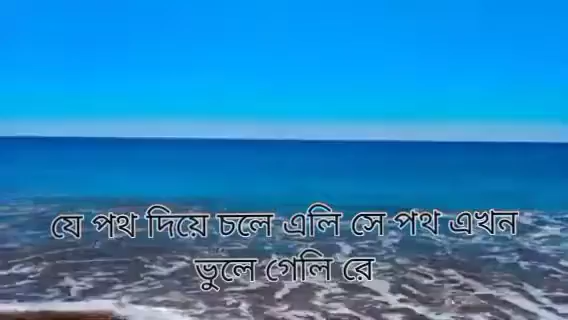 যে পথ দিয়ে চলে এলি সে পথ এখন
ভুলে গেলি রে